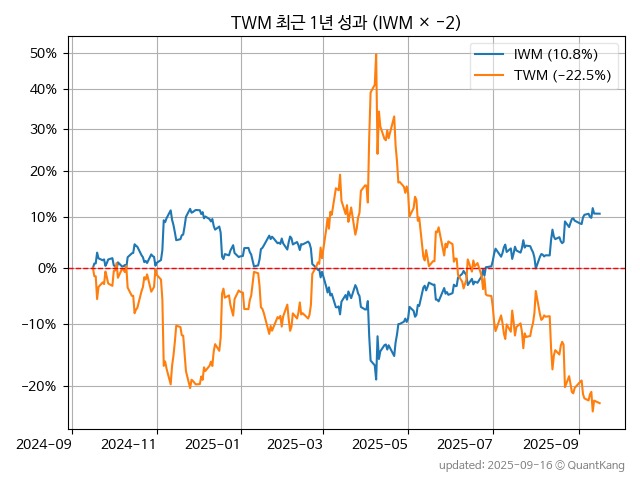 TWM 최근 1년 성과 (IWM × −2)
IWM (10.8%)
TWM (−22.5%)
50%
40%
30%
20%
10%
0%
−10%
−20%
2024-09 2024-11 2025-01 2025-03 2025-05 2025-07 2025-09
updated: 2025-09-16 © QuantKang